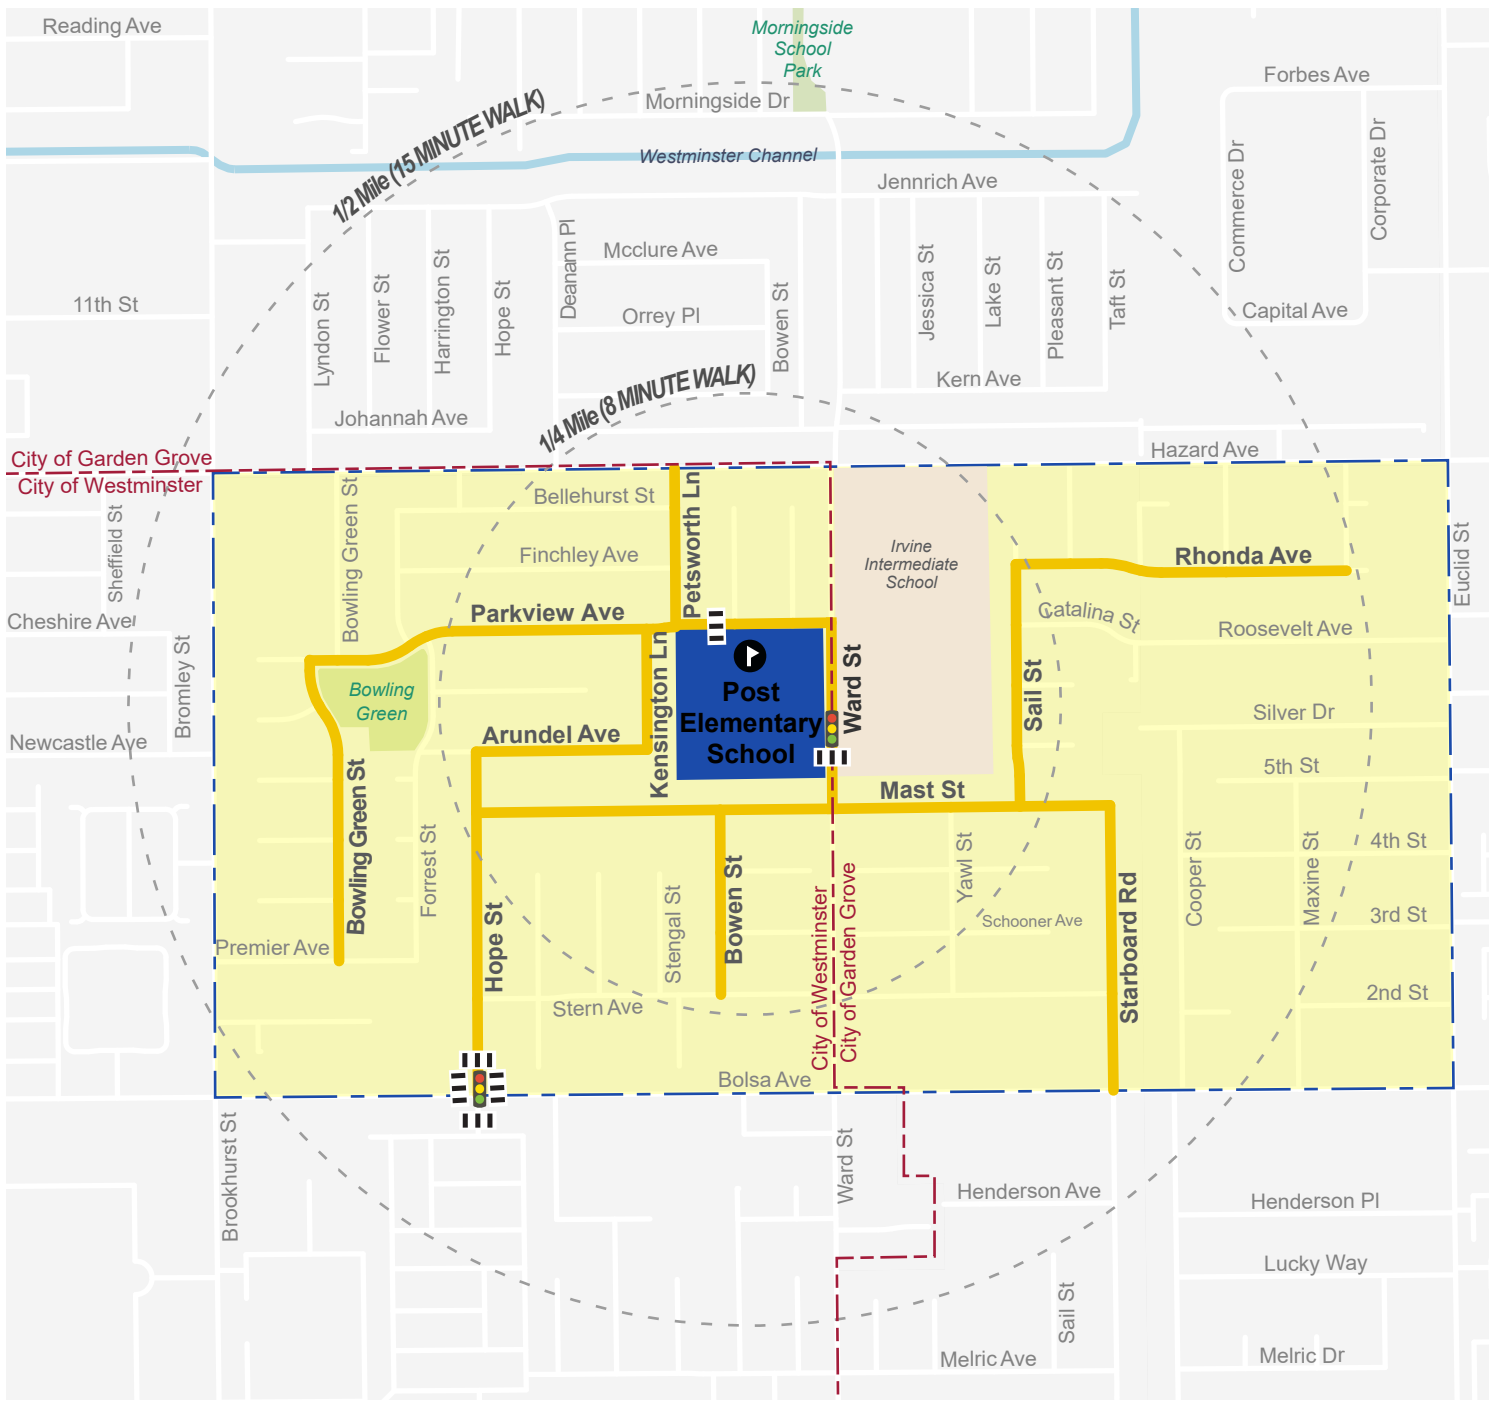 Reading Ave
Morningside
School
Park
Forbes Ave
Morningside Dr
1/2 Mile (15 MINUTE WALK)
Westminster Channel
Commerce Dr
Corporate Dr
Jennrich Ave
Deanann Pl
Mcclure Ave
11th St
Lyndon St
Flower St
Harrington St
Hope St
Orrey Pl
Bowen St
Jessica St
Lake St
Pleasant St
Taft St
Capital Ave
Kern Ave
1/4 Mile (8 MINUTE WALK)
Johannah Ave
Hazard Ave
City of Garden Grove
City of Westminster
Sheffield St
Bowling Green St
Bellehurst St
Petsworth Ln
Finchley Ave
Irvine
Intermediate
School
Rhonda Ave
Euclid St
Cheshire Ave
Parkview Ave
Catalina St
Roosevelt Ave
Bromley St
Kensington Ln
Ward St
Sail St
Bowling
Green
Post
Elementary
School
Newcastle Ave
Arundel Ave
Silver Dr
5th St
Mast St
Bowling Green St
Forrest St
Hope St
Stengal St
Bowen St
City of Westminster
City of Garden Grove
Yawl St
Schooner Ave
Starboard Rd
Cooper St
Maxine St
4th St
3rd St
Premier Ave
2nd St
Stern Ave
Bolsa Ave
Brookhurst St
Ward St
Henderson Ave
Henderson Pl
Lucky Way
Sail St
Melric Ave
Melric Dr